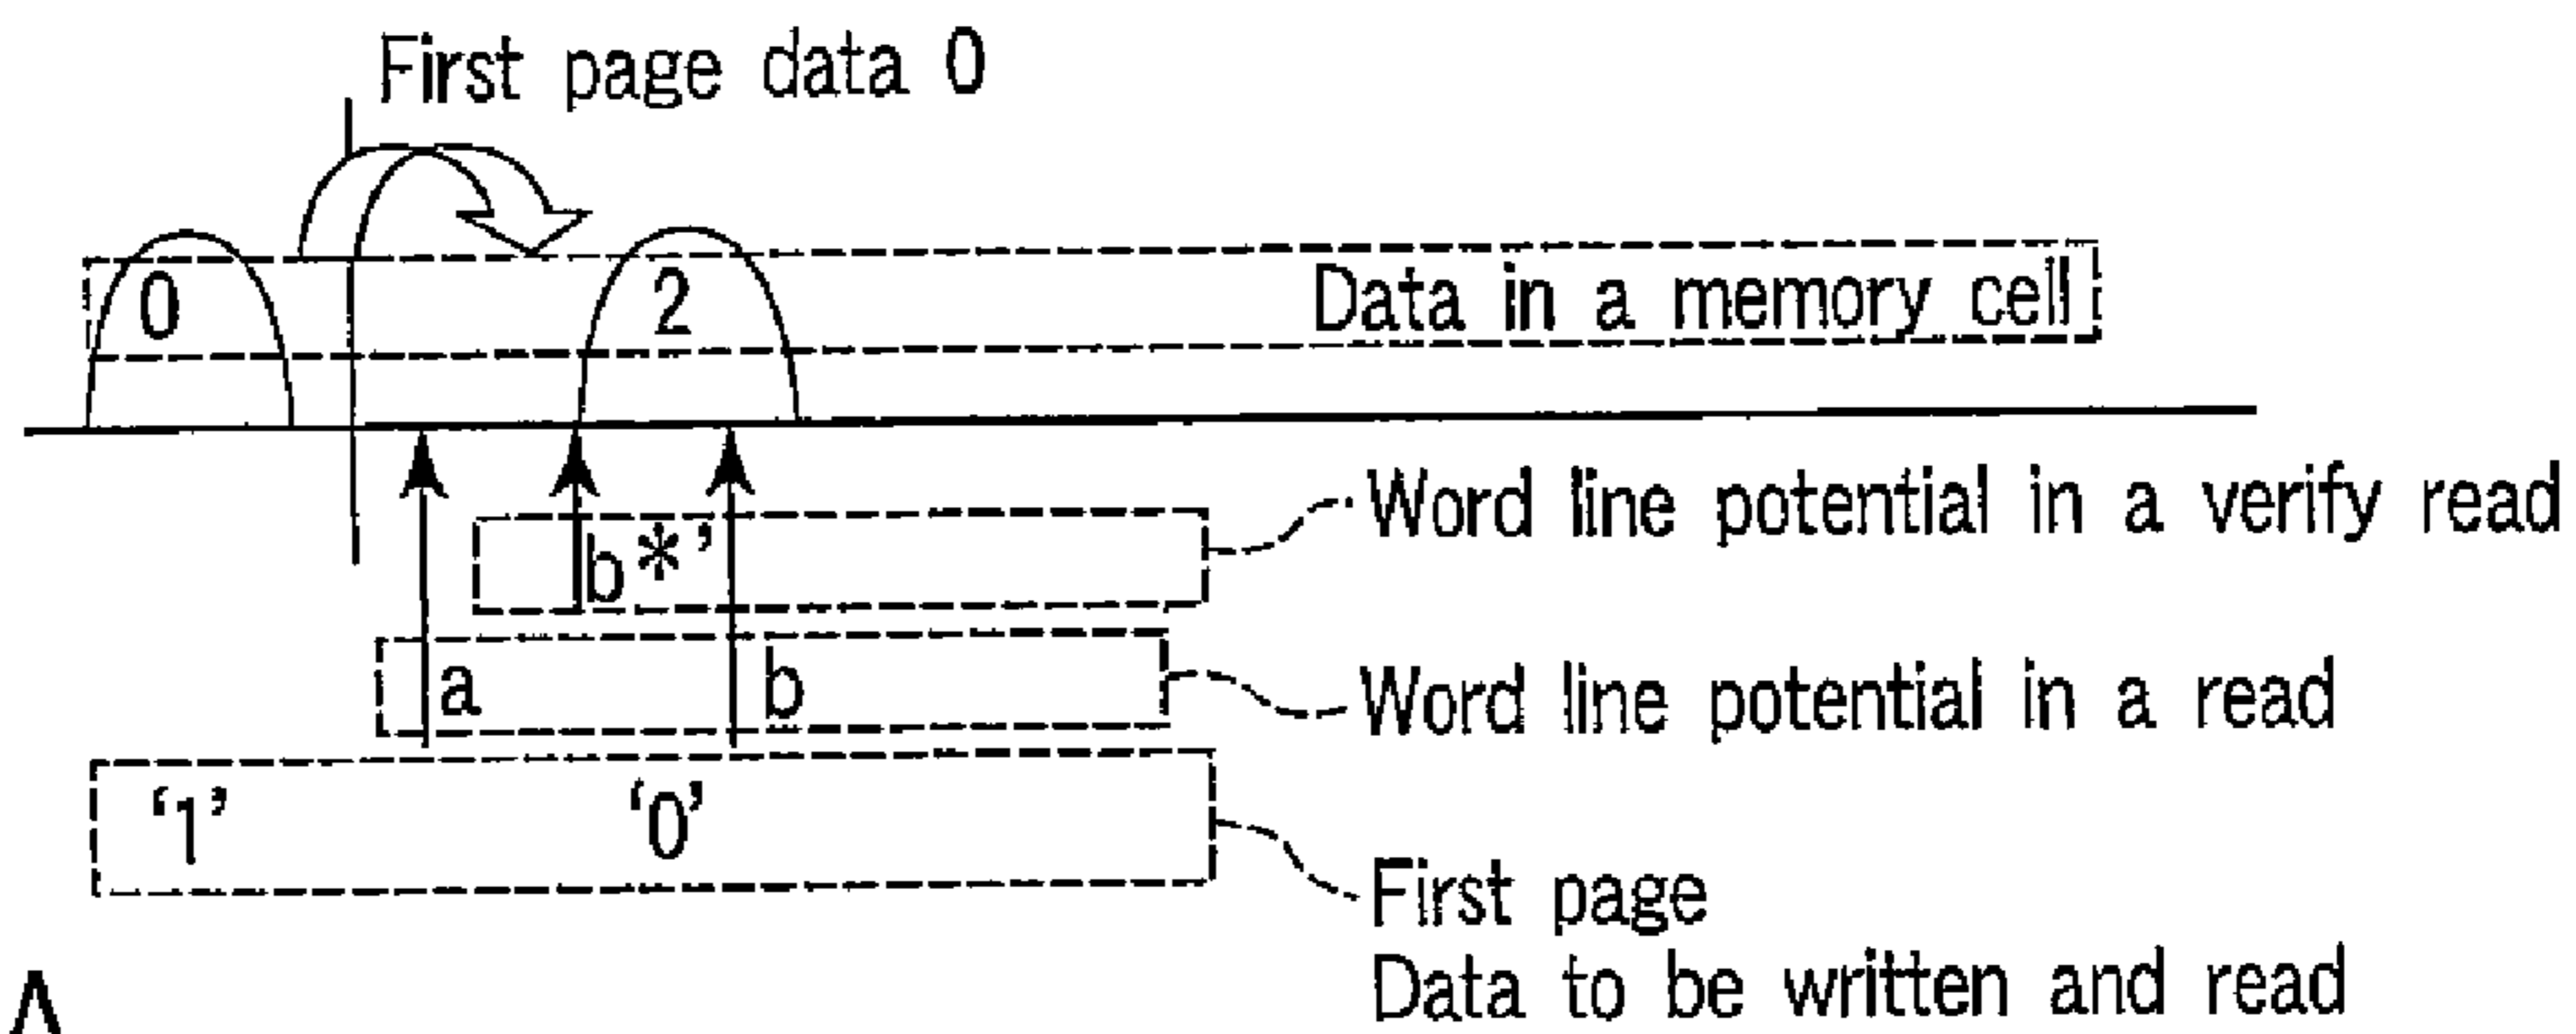 First page data 0
0 2 Data in a memory cell
b*' Word line potential in a verify read
a b Word line potential in a read
‘1’ ‘0’
First page
Data to be written and read